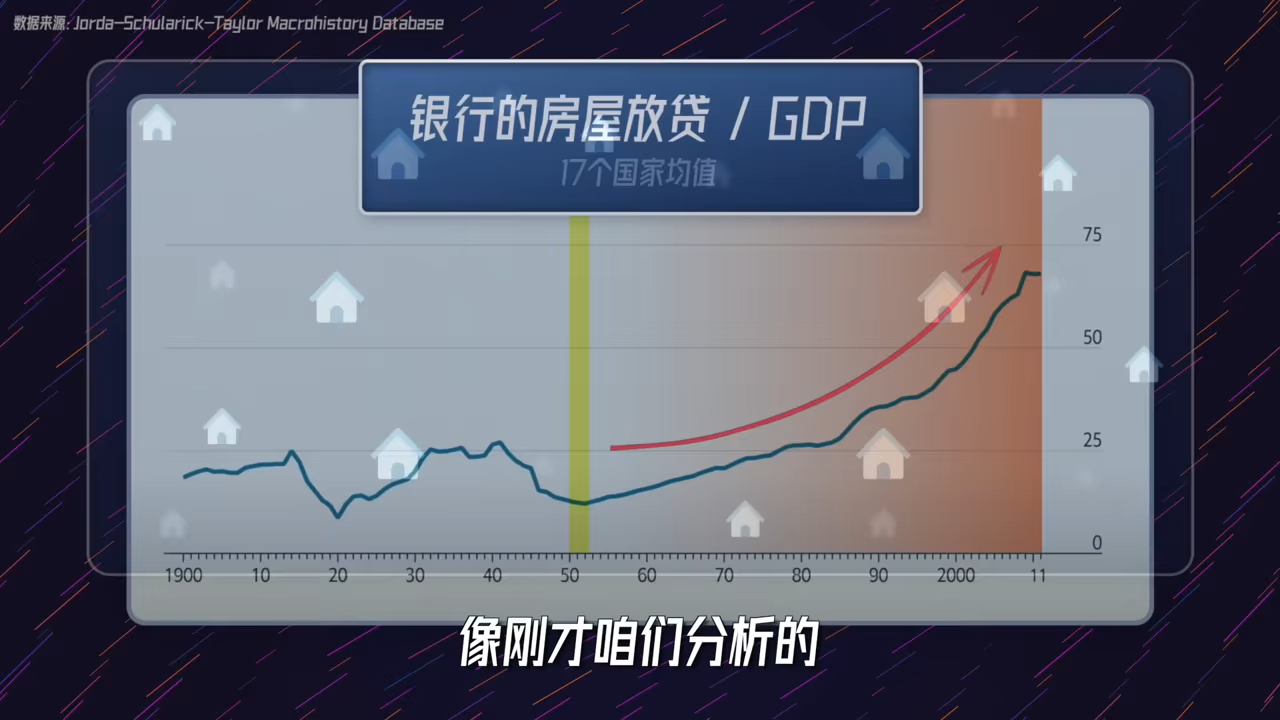 数据来源: Jorda-Schularick-Taylor Macrohistory Database
银行的房屋放贷 / GDP
17个国家均值
75
50
25
0
1900 10 20 30 40 50 60 70 80 90 2000 11
像刚才咱们分析的